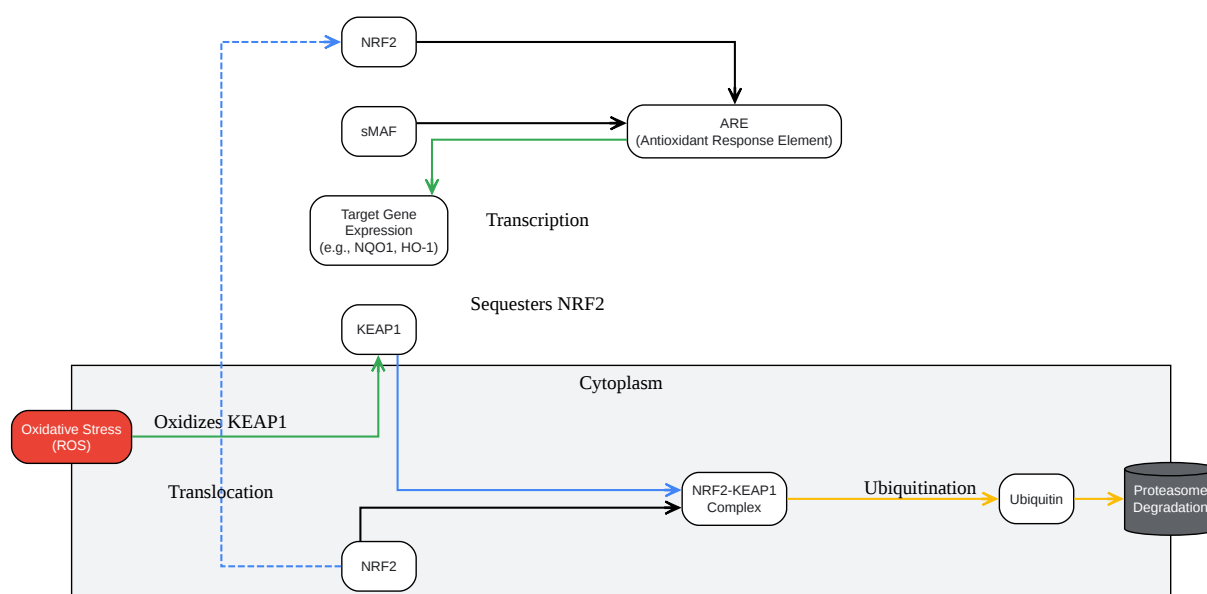 NRF2
sMAF
ARE
(Antioxidant Response Element)
Target Gene
Expression
(e.g., NQO1, HO-1)
Transcription
Sequesters NRF2
KEAP1
Cytoplasm
Oxidative Stress
(ROS)
Oxidizes KEAP1
Translocation
NRF2-KEAP1
Complex
Ubiquitination
Ubiquitin
Proteasome
Degradation
NRF2